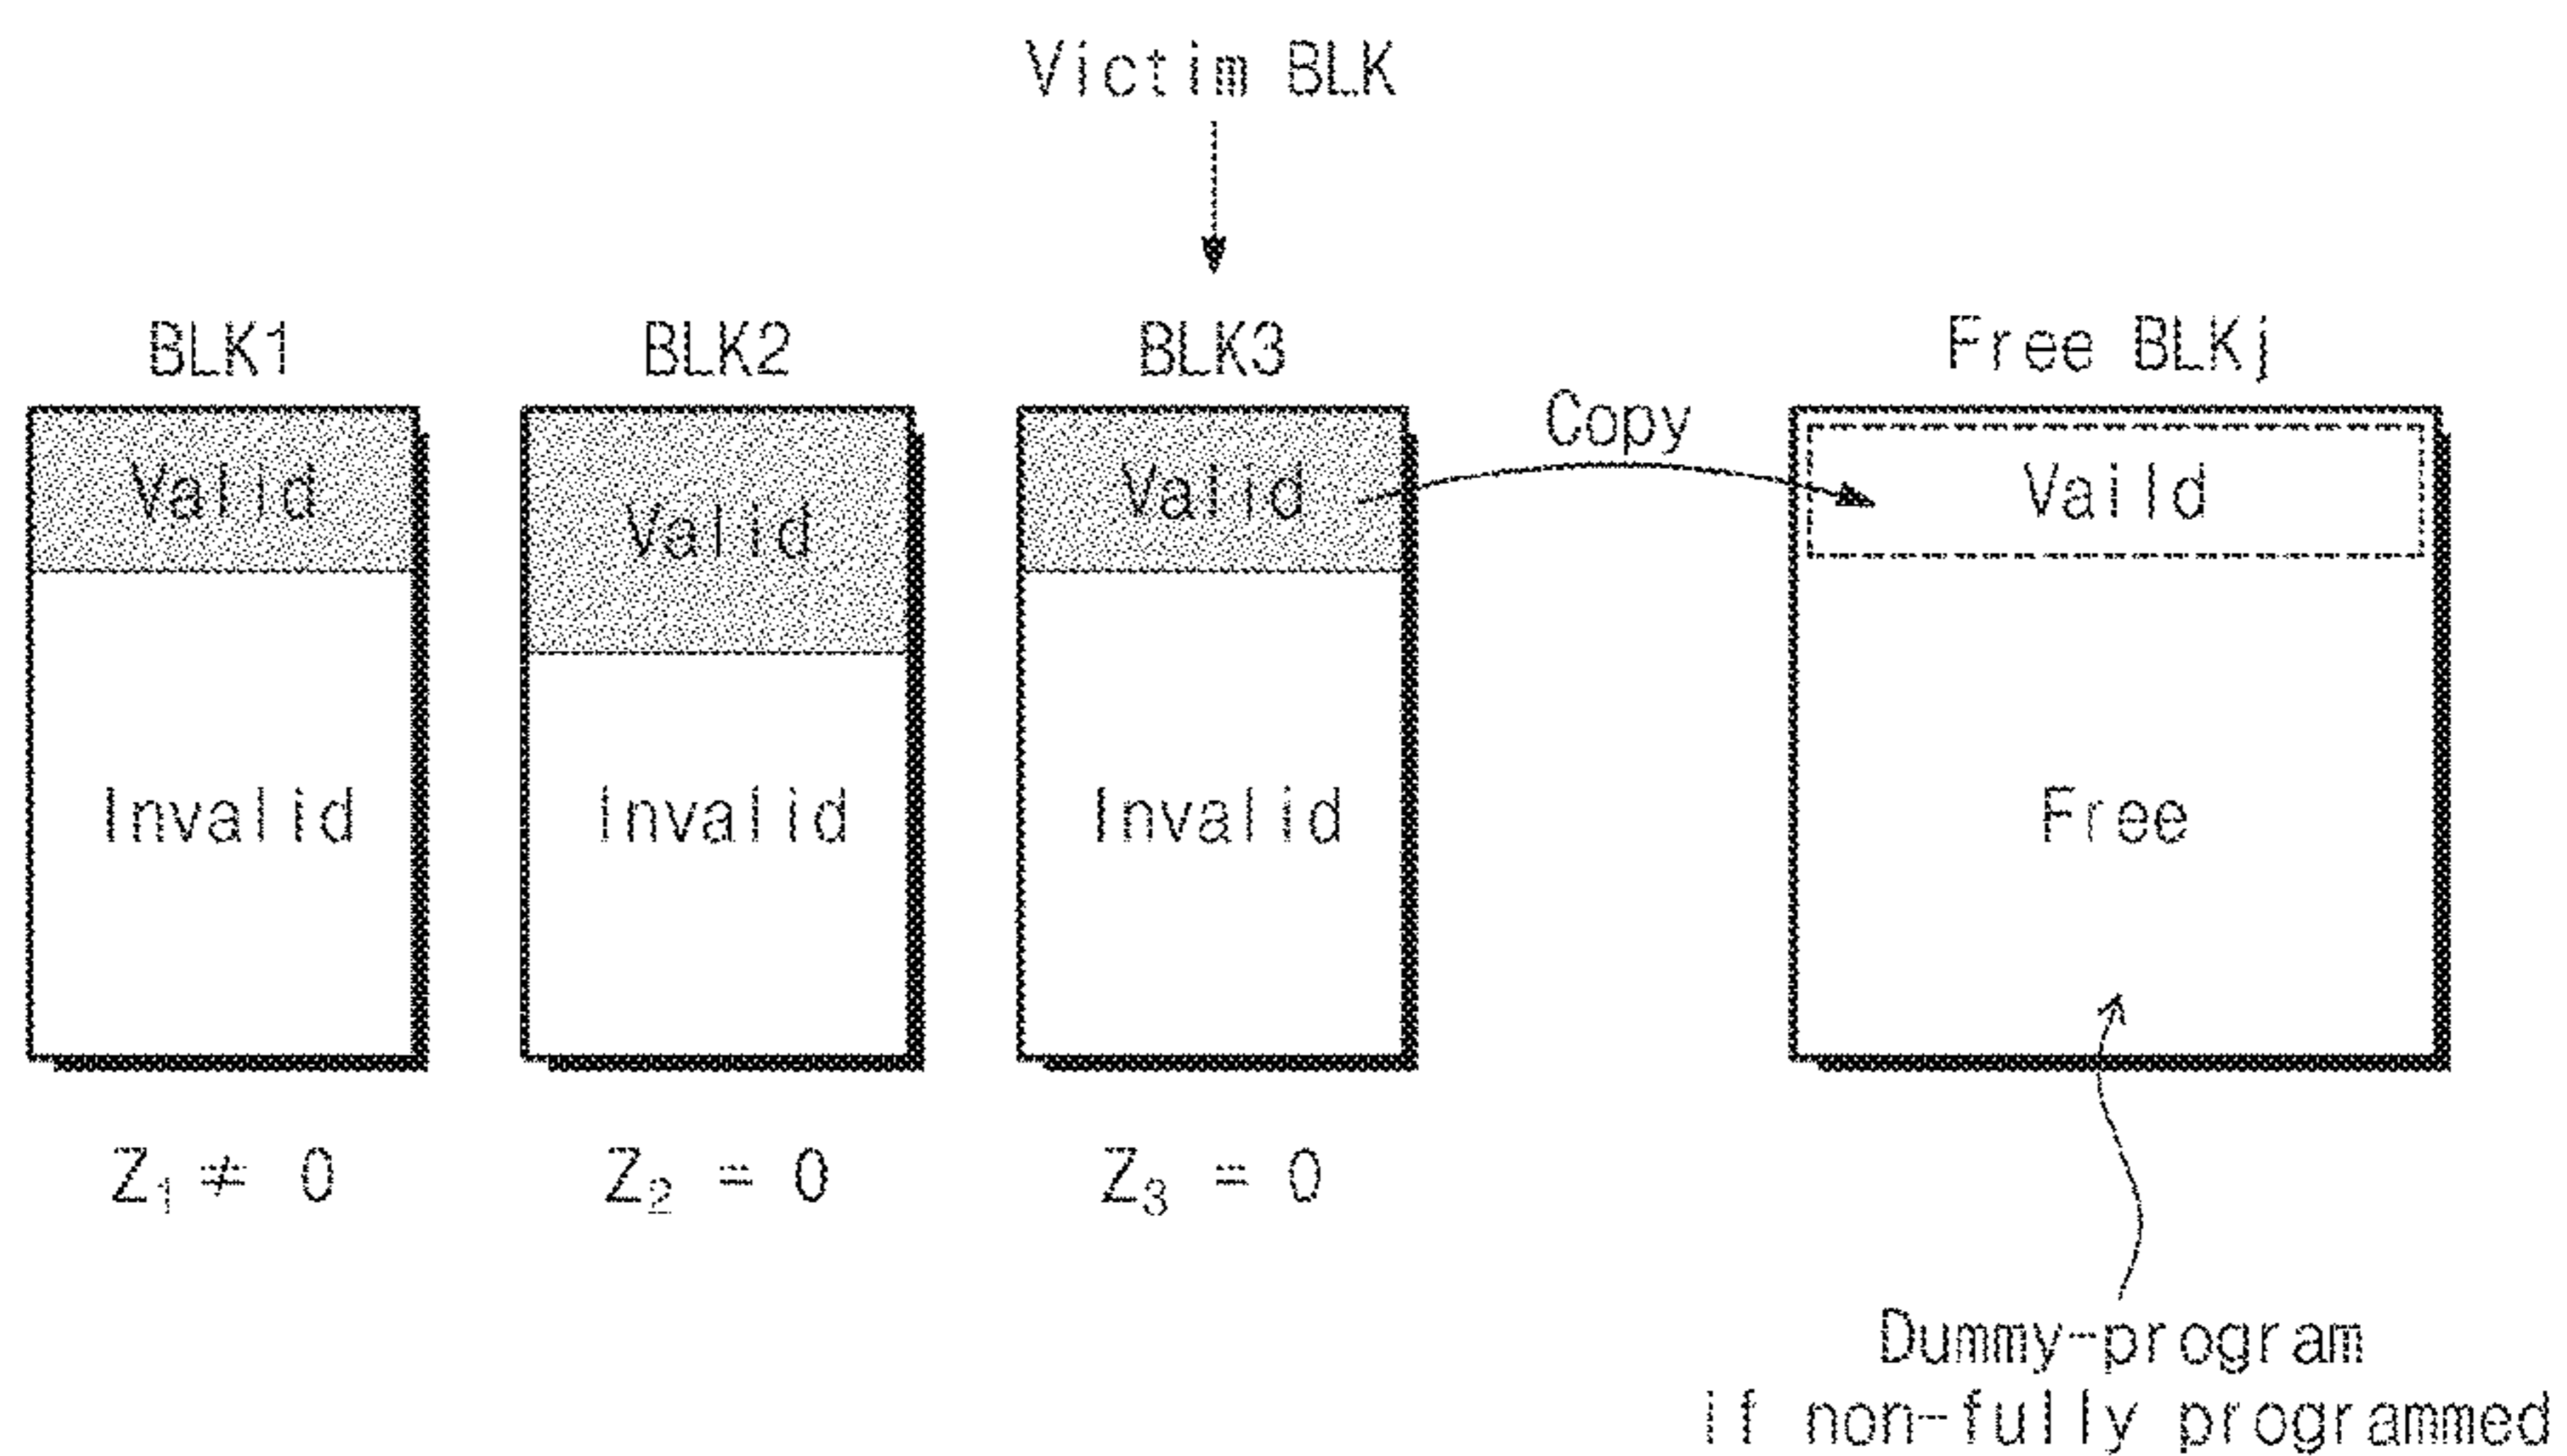 Victim BLK
BLK1
BLK2
BLK3
Free BLKj
Copy
Valid
Valid
Valid
Vaild
Invalid
Invalid
Invalid
Free
Z₁ ≠ 0
Z₂ = 0
Z₃ = 0
Dummy-program
if non-fully programmed